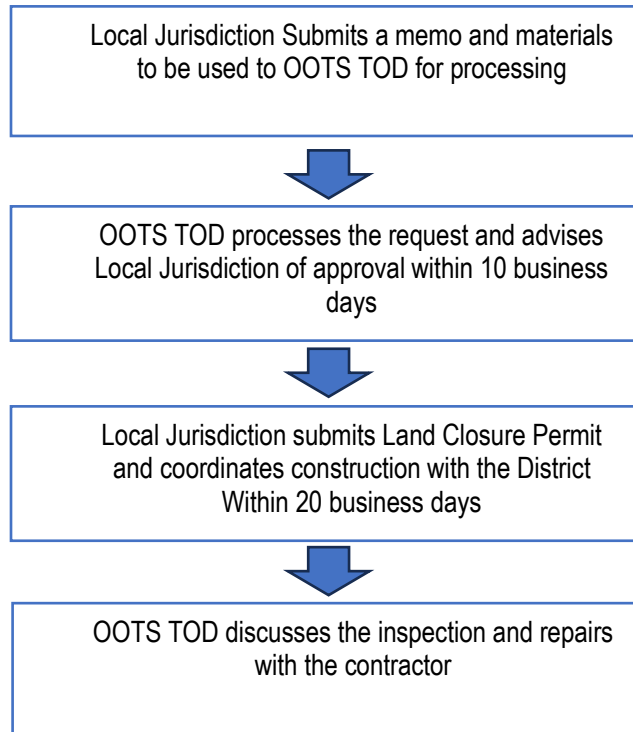 Local Jurisdiction Submits a memo and materials
to be used to OOTS TOD for processing
OOTS TOD processes the request and advises
Local Jurisdiction of approval within 10 business
days
Local Jurisdiction submits Land Closure Permit
and coordinates construction with the District
Within 20 business days
OOTS TOD discusses the inspection and repairs
with the contractor